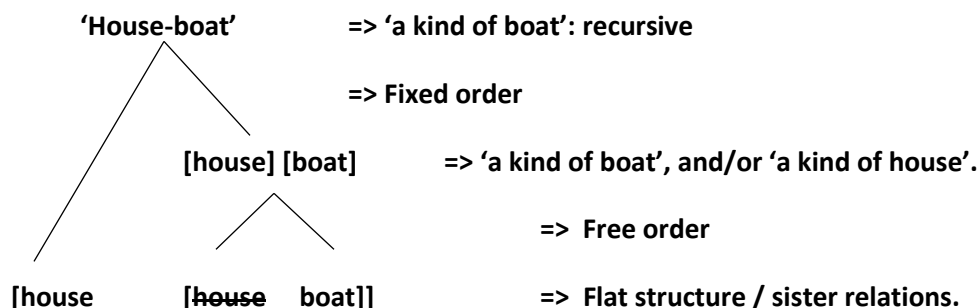 ‘House-boat’ => ‘a kind of boat’: recursive
=> Fixed order
[house] [boat] => ‘a kind of boat’, and/or ‘a kind of house’.
=> Free order
[house [house boat]] => Flat structure / sister relations.